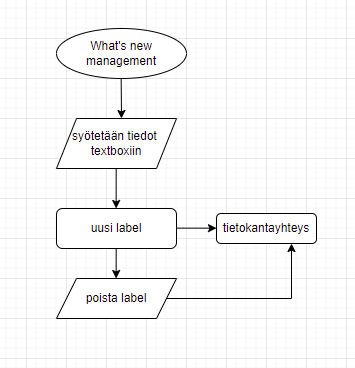 What's new
management
syötetään tiedot
textboxiin
uusi label
tietokantayhteys
poista label